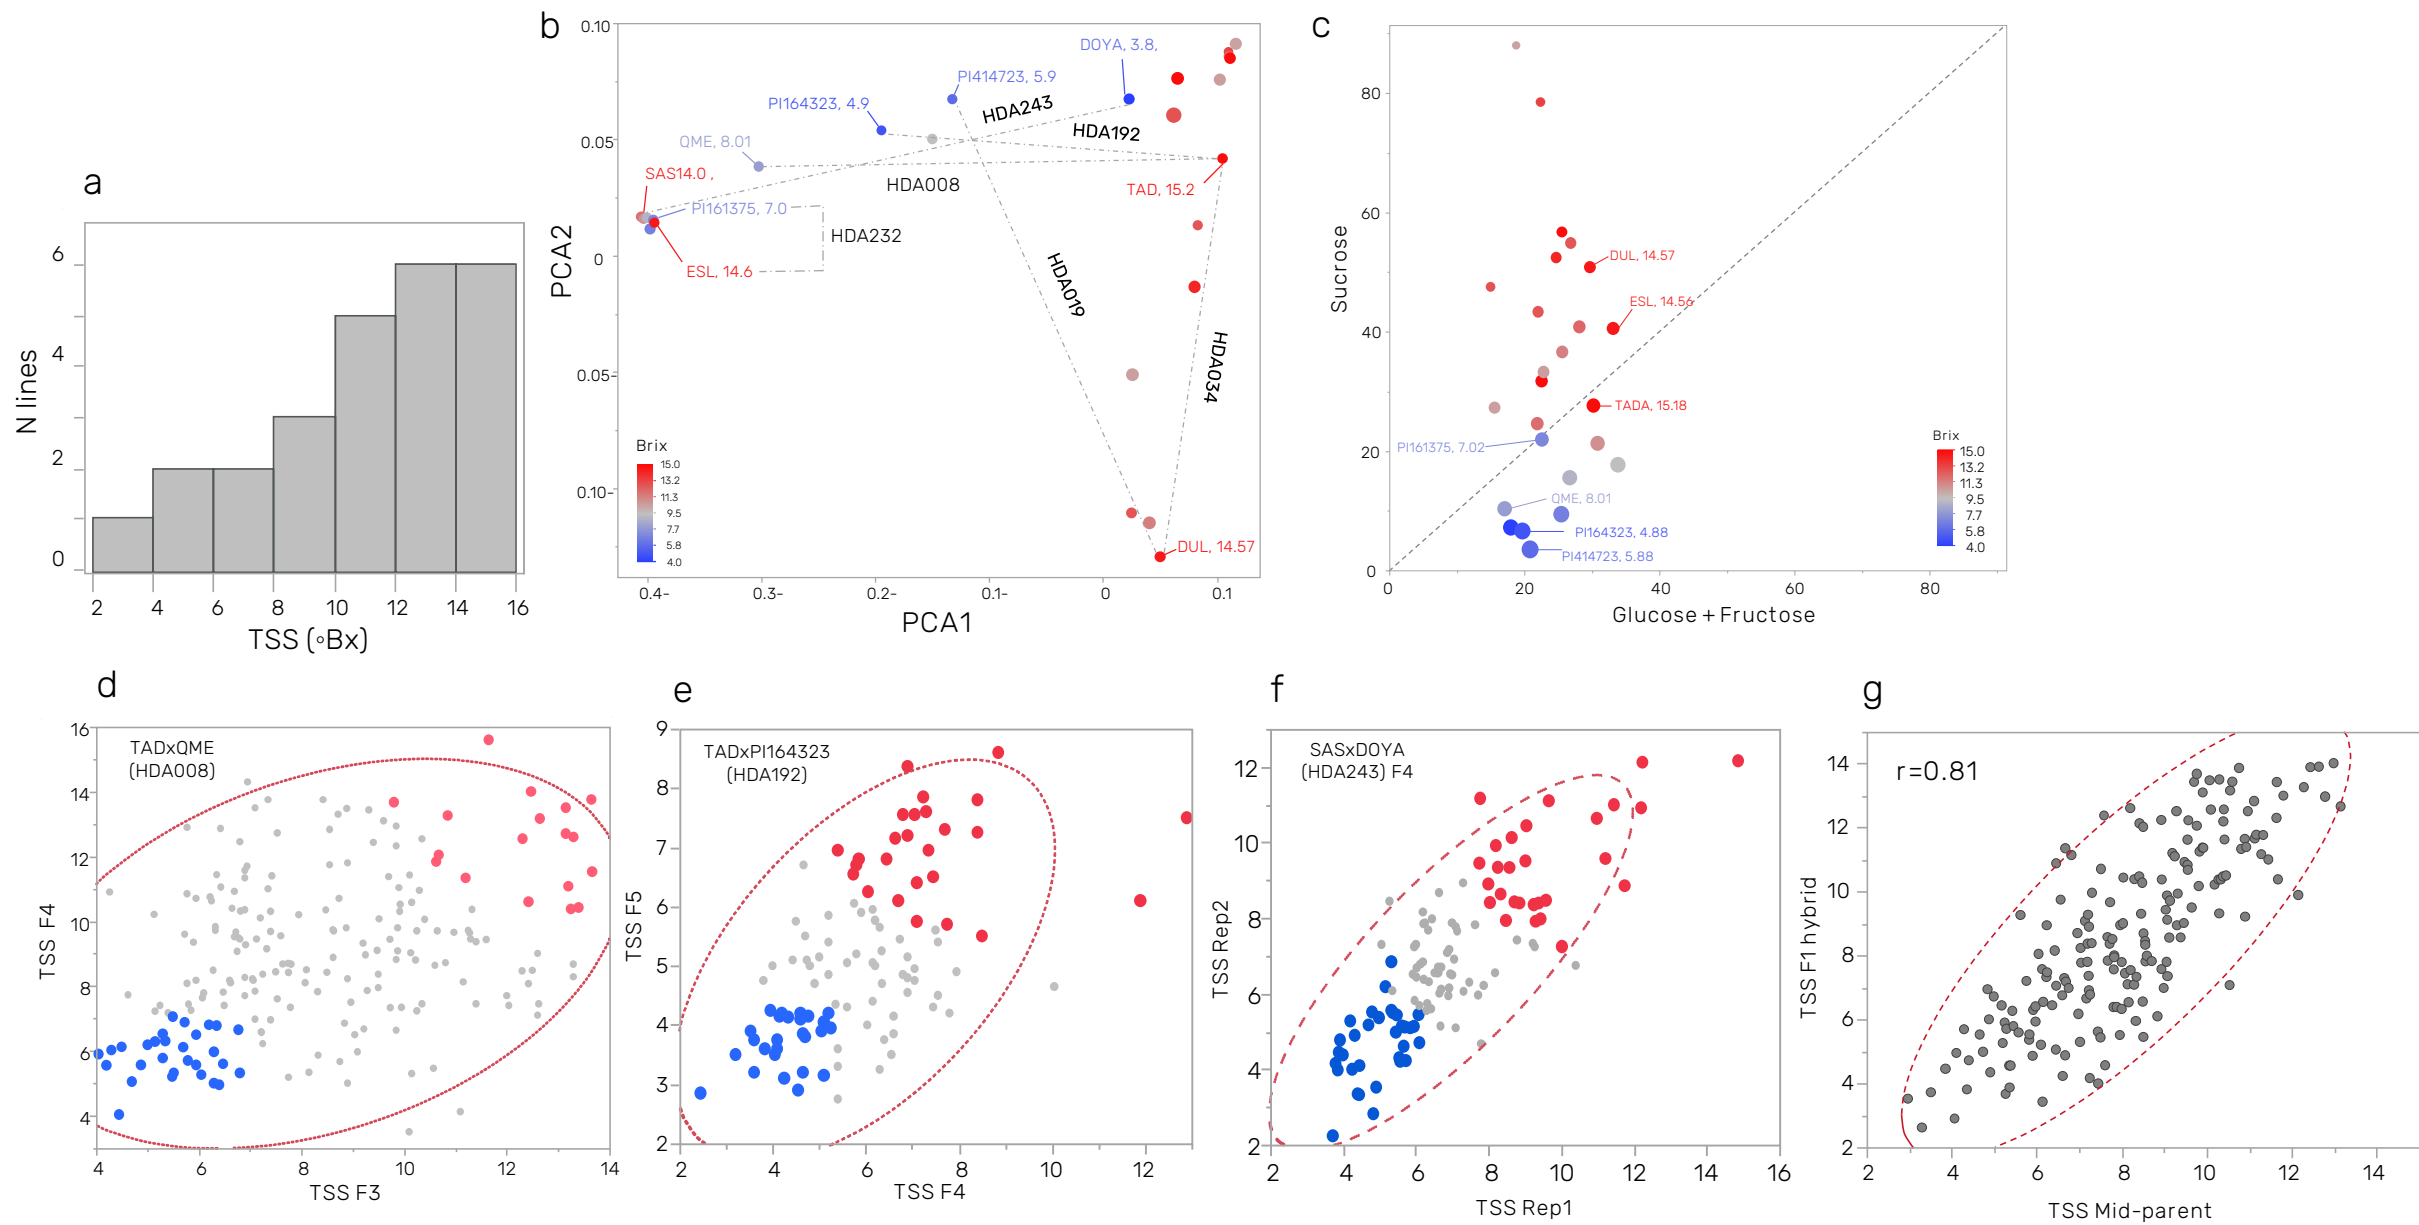 a
N lines
6
4
2
0
2 4 6 8 10 12 14 16
TSS (°Bx)
b
PCA2
0.10
0.05
0
0.05-
0.10-
0.4- 0.3- 0.2- 0.1- 0 0.1
PCA1
DOYA, 3.8,
PI414723, 5.9
HDA243
PI164323, 4.9
HDA192
QME, 8.01
SAS14.0 ,
HDA008
TAD, 15.2
PI161375, 7.0
HDA232
ESL, 14.6
HDA019
HDA034
DUL, 14.57
Brix
15.0
13.2
11.3
9.5
7.7
5.8
4.0
c
Sucrose
80
60
40
20
0
0 20 40 60 80
Glucose + Fructose
DUL, 14.57
ESL, 14.56
TADA, 15.18
PI161375, 7.02
QME, 8.01
PI164323, 4.88
PI414723, 5.88
Brix
15.0
13.2
11.3
9.5
7.7
5.8
4.0
d
TSS F4
16
14
12
10
8
6
4
TADxQME
(HDA008)
4 6 8 10 12 14
TSS F3
e
TSS F5
9
8
7
6
5
4
3
2
TADxPI164323
(HDA192)
2 4 6 8 10 12
TSS F4
f
TSS Rep2
12
10
8
6
4
2
SASxDOYA
(HDA243) F4
2 4 6 8 10 12 14 16
TSS Rep1
g
TSS F1 hybrid
14
12
10
8
6
4
2
r=0.81
2 4 6 8 10 12 14
TSS Mid-parent